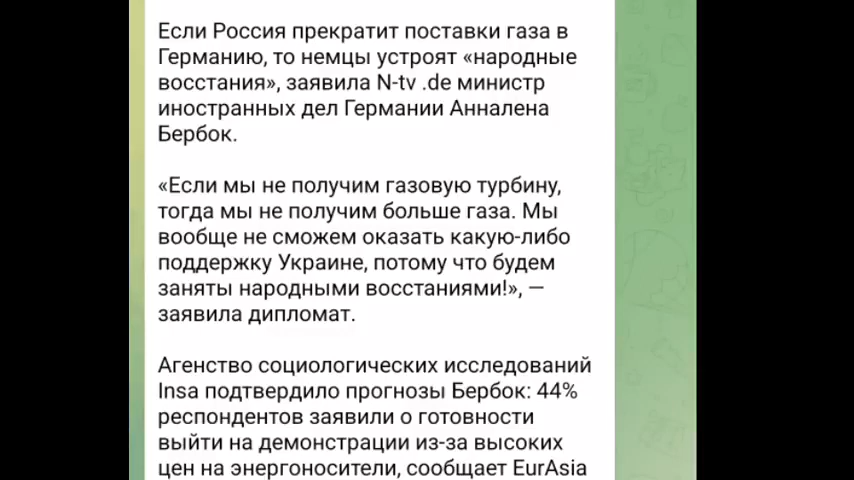 Если Россия прекратит поставки газа в
Германию, то немцы устроят «народные
восстания», заявила N-tv .de министр
иностранных дел Германии Анналена
Бербок.
«Если мы не получим газовую турбину,
тогда мы не получим больше газа. Мы
вообще не сможем оказать какую-либо
поддержку Украине, потому что будем
заняты народными восстаниями!», —
заявила дипломат.
Агенство социологических исследований
Insa подтвердило прогнозы Бербок: 44%
респондентов заявили о готовности
выйти на демонстрации из-за высоких
цен на энергоносители, сообщает EurAsia